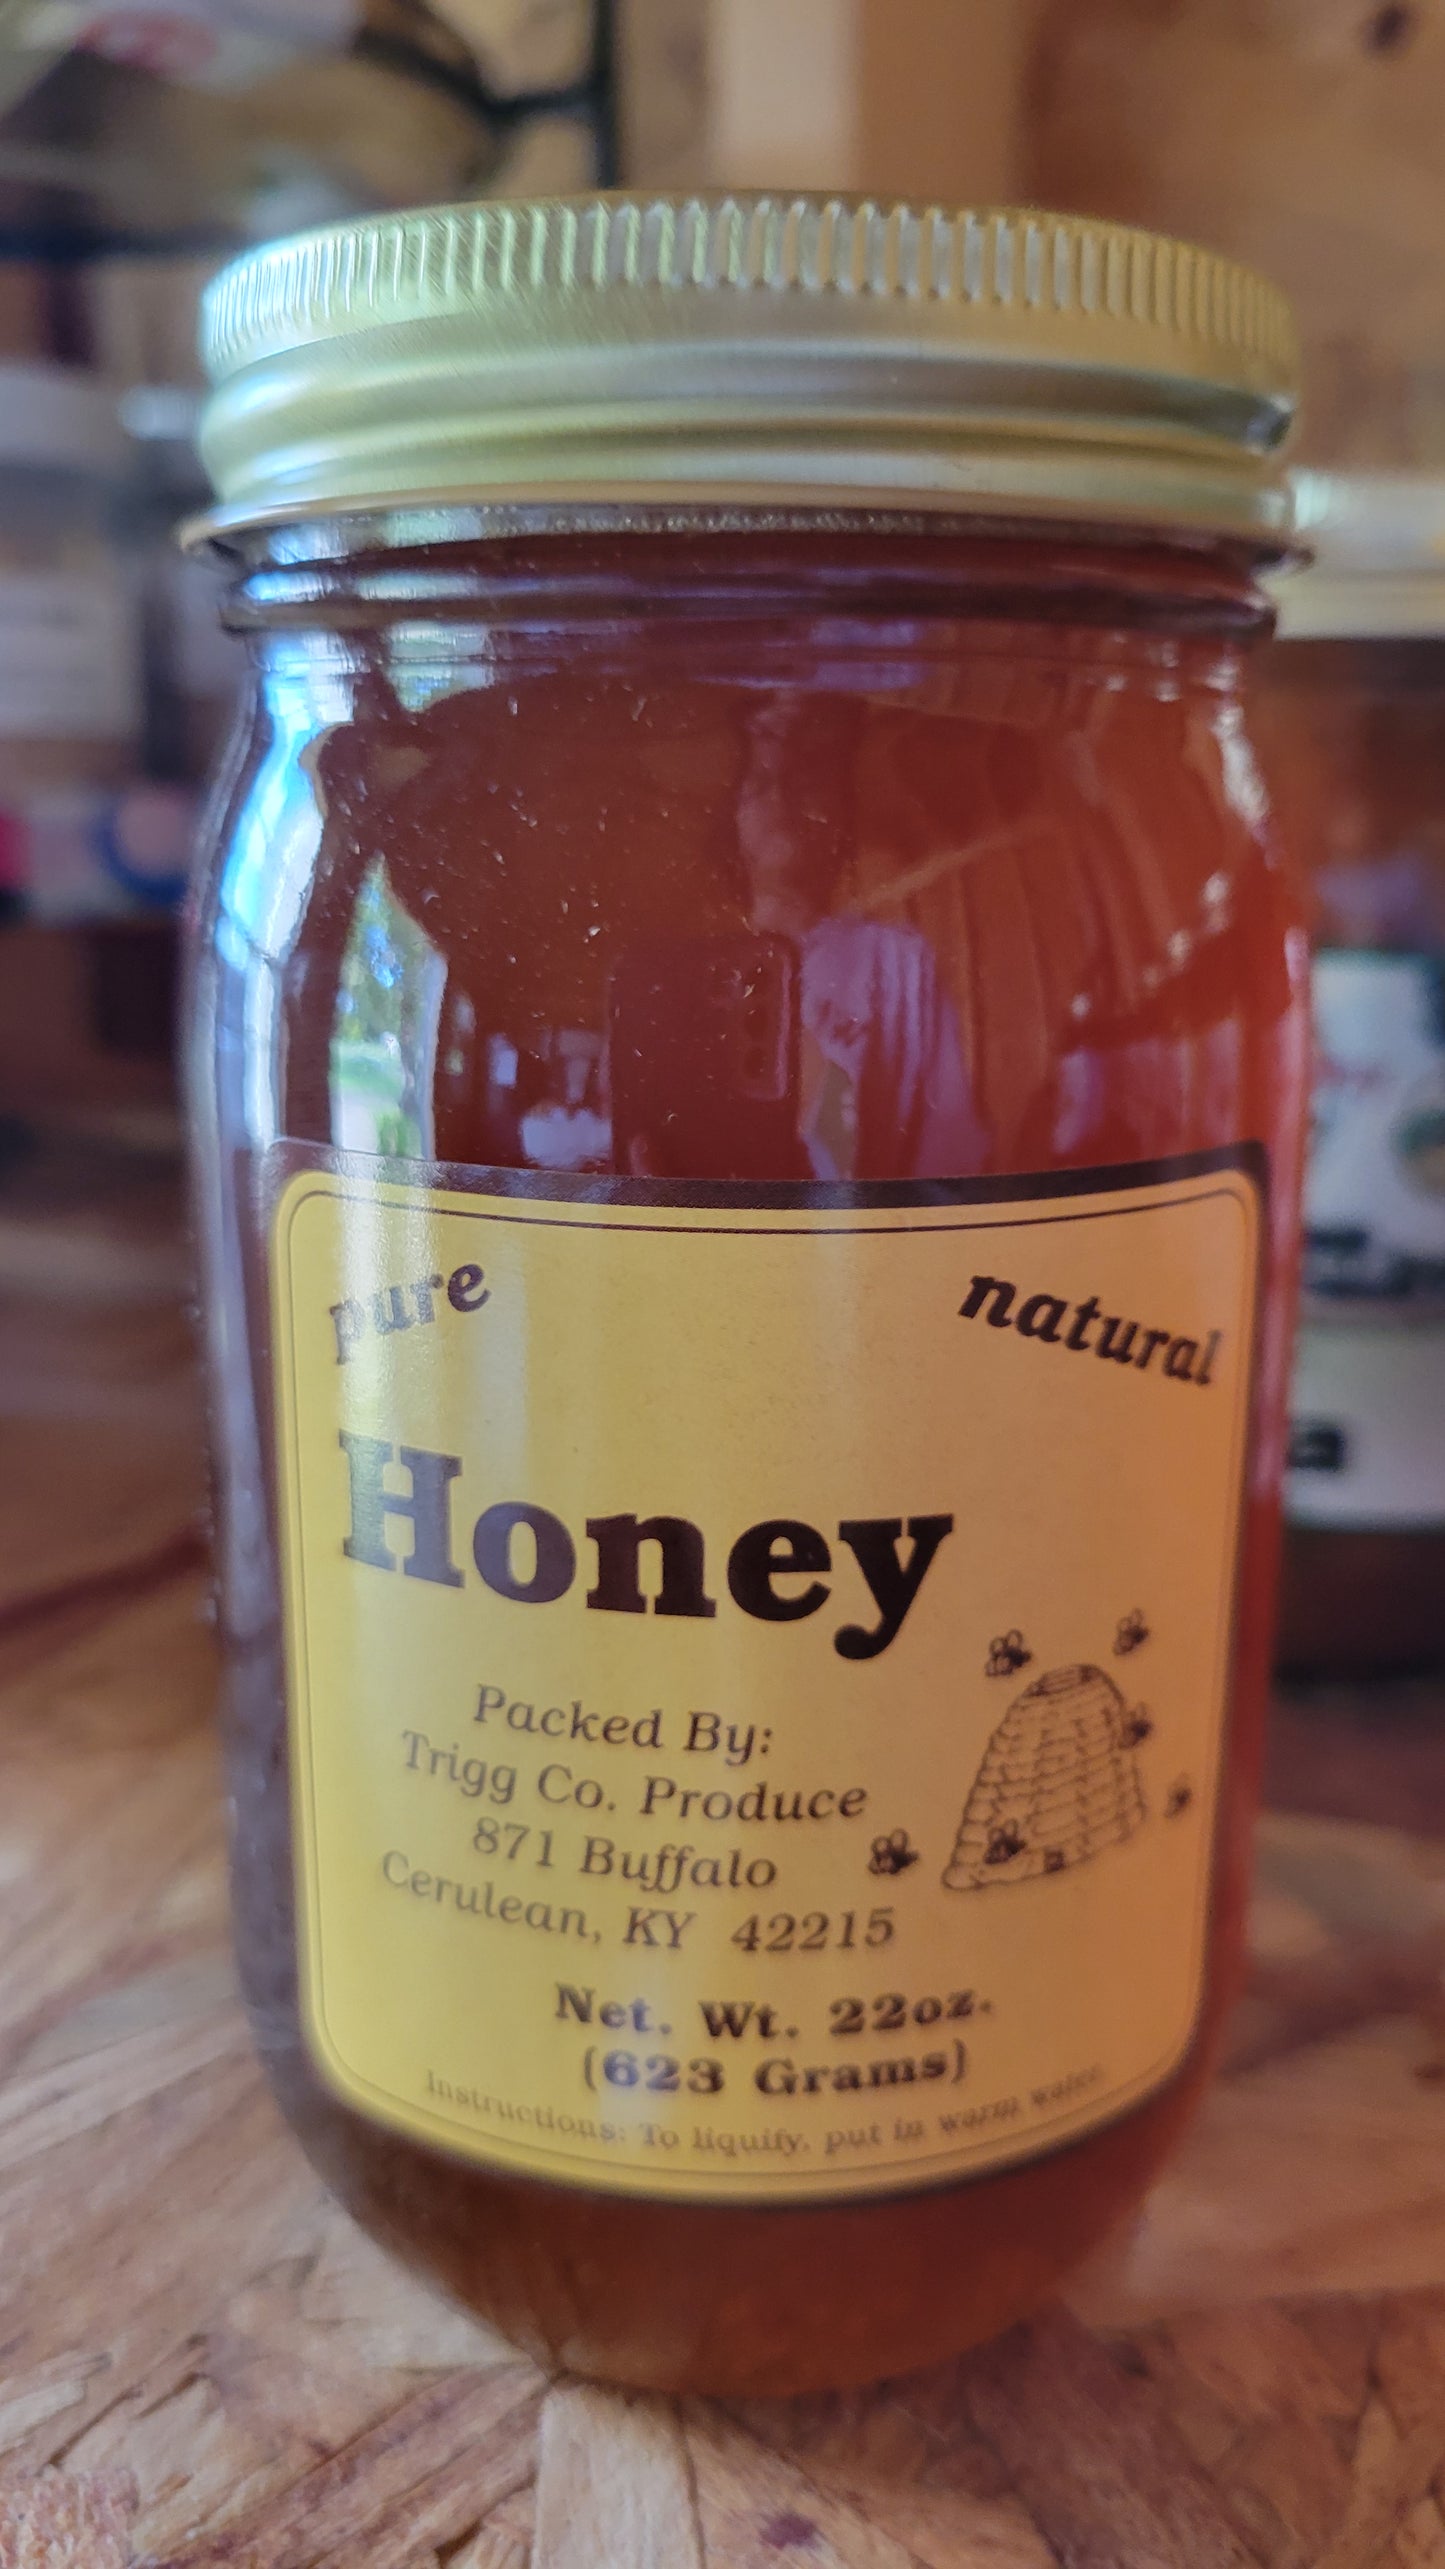 pure natural
Honey
Packed By:
Trigg Co. Produce
871 Buffalo
Cerulean, KY 42215
Net. Wt. 22oz.
(623 Grams)
Instructions: To liquify, put in warm water.